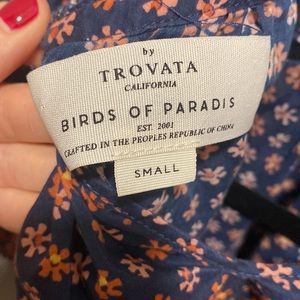 by
TROVATA
CALIFORNIA
BIRDS OF PARADIS
EST. 2001
CRAFTED IN THE PEOPLES REPUBLIC OF CHINA
SMALL